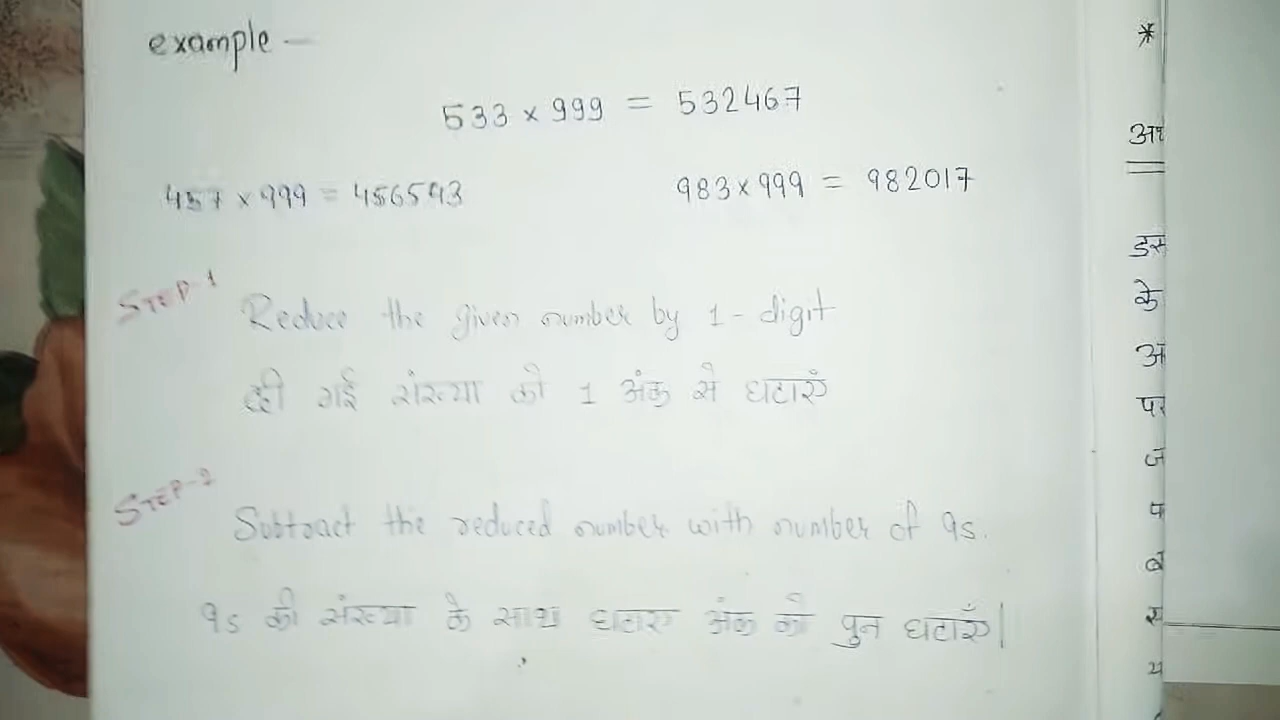 example -
533 × 999 = 532467
457 × 999 = 456543
983 × 999 = 982017
STEP-1
Reduce the given number by 1-digit
दी गई संख्या को 1 अंक से घटाएँ
STEP-2
Subtract the reduced number with number of 9s.
9s की संख्या के साथ घटाए अंक को पुन घटाएँ|
*
के